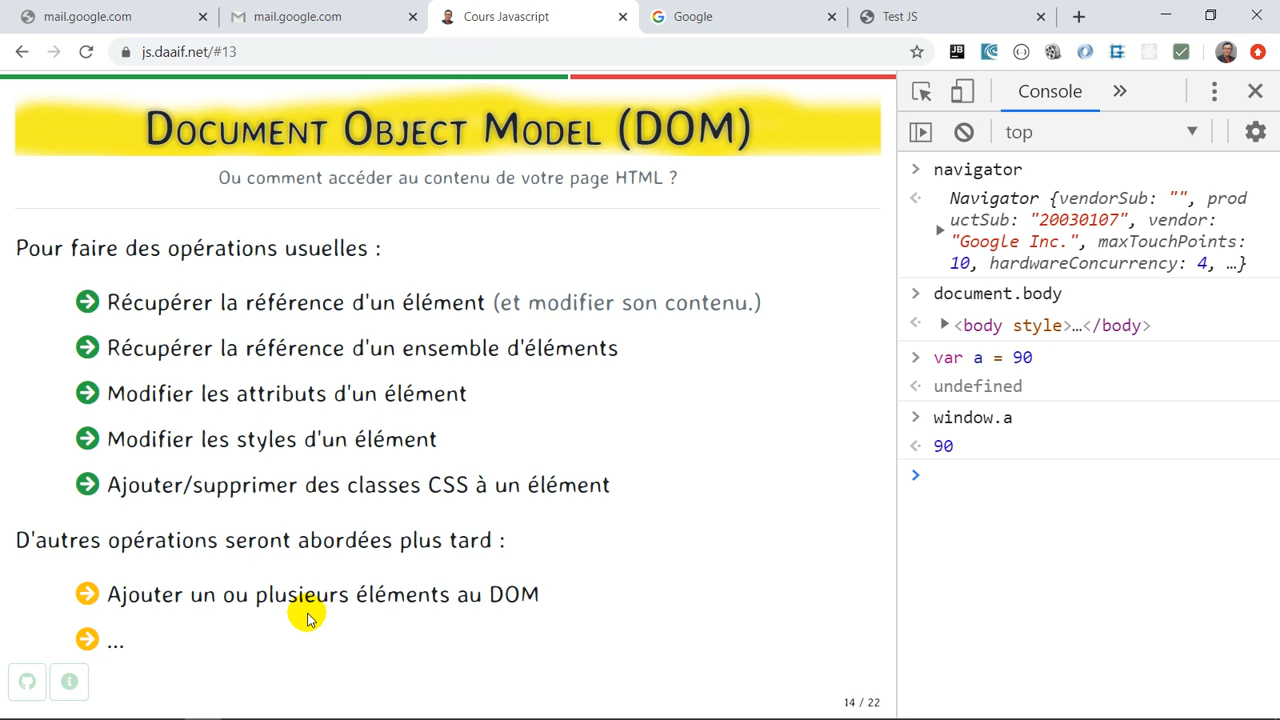 mail.google.com
mail.google.com
Cours Javascript
Google
Test JS
js.daaif.net/#13
JB
DOCUMENT OBJECT MODEL (DOM)
Ou comment accéder au contenu de votre page HTML ?
Pour faire des opérations usuelles :
Récupérer la référence d'un élément (et modifier son contenu.)
Récupérer la référence d'un ensemble d'éléments
Modifier les attributs d'un élément
Modifier les styles d'un élément
Ajouter/supprimer des classes CSS à un élément
D'autres opérations seront abordées plus tard :
Ajouter un ou plusieurs éléments au DOM
...
14 / 22
Console
top
navigator
Navigator {vendorSub: "", prod
uctSub: "20030107", vendor:
"Google Inc.", maxTouchPoints:
10, hardwareConcurrency: 4, …}
document.body
<body style>…</body>
var a = 90
undefined
window.a
90